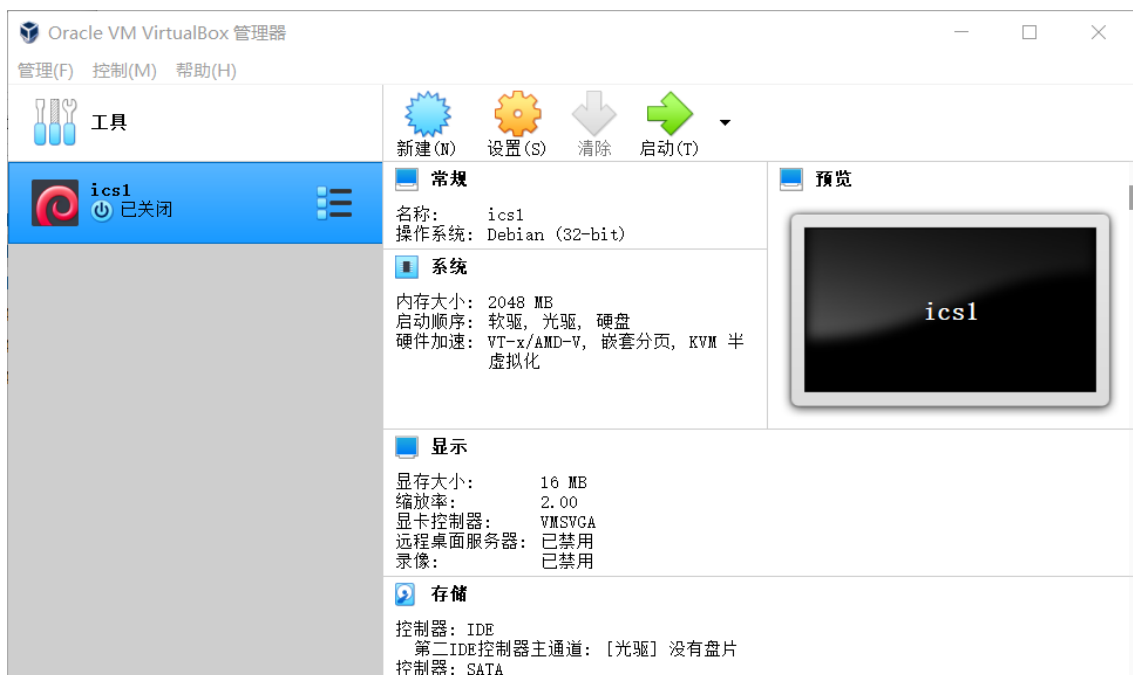 Oracle VM VirtualBox 管理器
管理(F) 控制(M) 帮助(H)
工具
新建(N) 设置(S) 清除 启动(T)
ics1
已关闭
常规
名称: ics1
操作系统: Debian (32-bit)
系统
内存大小: 2048 MB
启动顺序: 软驱, 光驱, 硬盘
硬件加速: VT-x/AMD-V, 嵌套分页, KVM 半
虚拟化
预览
ics1
显示
显存大小: 16 MB
缩放率: 2.00
显卡控制器: VMSVGA
远程桌面服务器: 已禁用
录像: 已禁用
存储
控制器: IDE
第二IDE控制器主通道: [光驱] 没有盘片
控制器: SATA